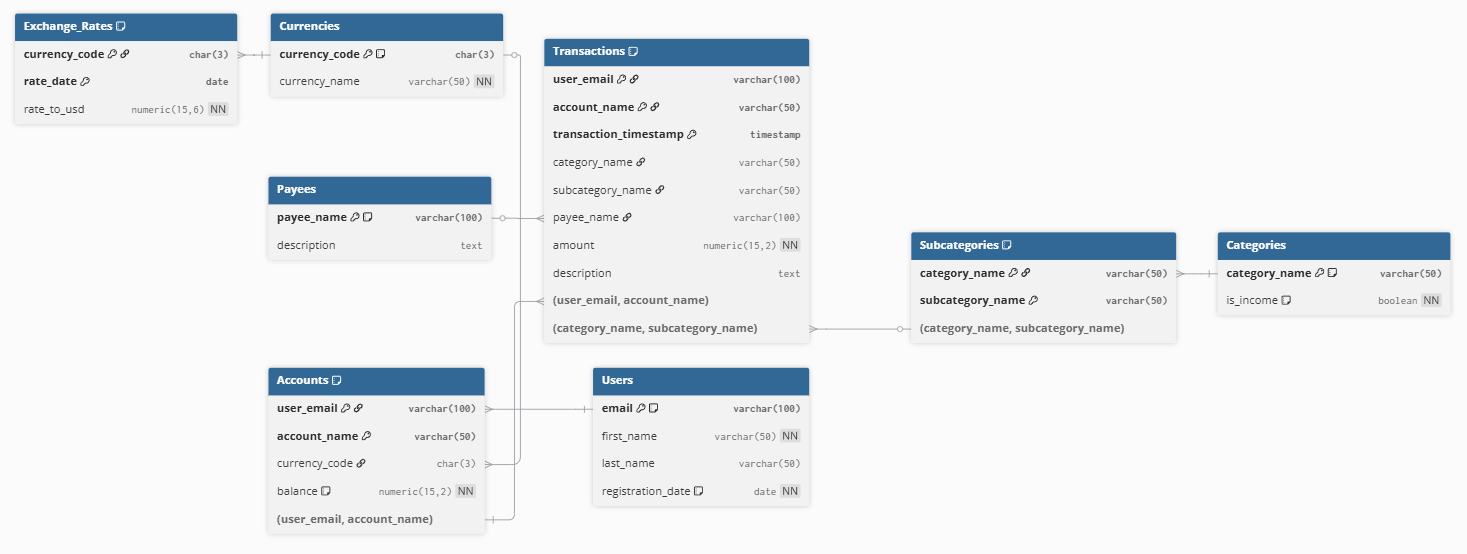 Exchange_Rates
currency_code char(3)
rate_date date
rate_to_usd numeric(15,6) NN
Currencies
currency_code char(3)
currency_name varchar(50) NN
Transactions
user_email varchar(100)
account_name varchar(50)
transaction_timestamp timestamp
category_name varchar(50)
subcategory_name varchar(50)
payee_name varchar(100)
amount numeric(15,2) NN
description text
(user_email, account_name)
(category_name, subcategory_name)
Payees
payee_name varchar(100)
description text
Subcategories
category_name varchar(50)
subcategory_name varchar(50)
(category_name, subcategory_name)
Categories
category_name varchar(50)
is_income boolean NN
Accounts
user_email varchar(100)
account_name varchar(50)
currency_code char(3)
balance numeric(15,2) NN
(user_email, account_name)
Users
email varchar(100)
first_name varchar(50) NN
last_name varchar(50)
registration_date date NN